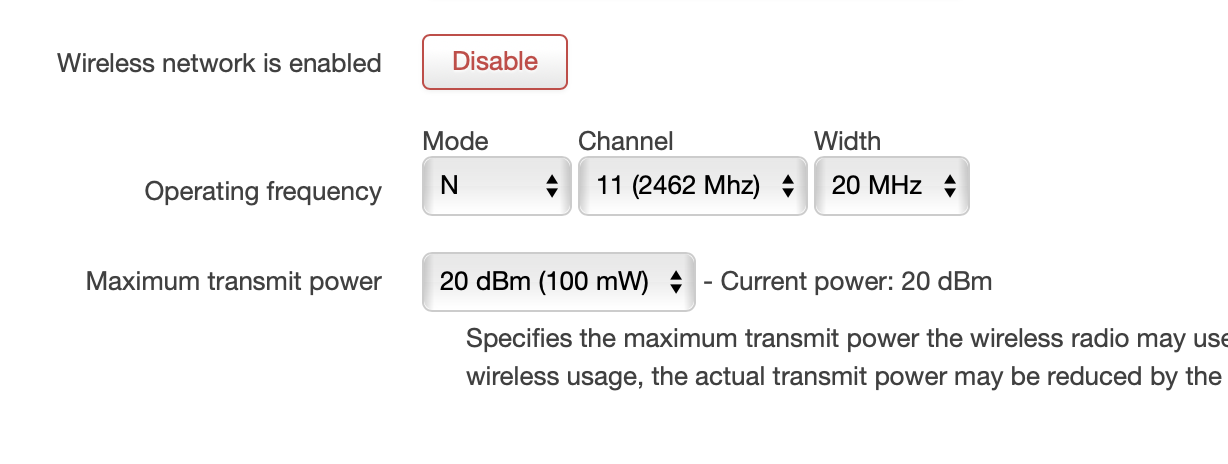 Wireless network is enabled Disable
Mode Channel Width
Operating frequency N 11 (2462 Mhz) 20 MHz
Maximum transmit power 20 dBm (100 mW) - Current power: 20 dBm
Specifies the maximum transmit power the wireless radio may use
wireless usage, the actual transmit power may be reduced by the